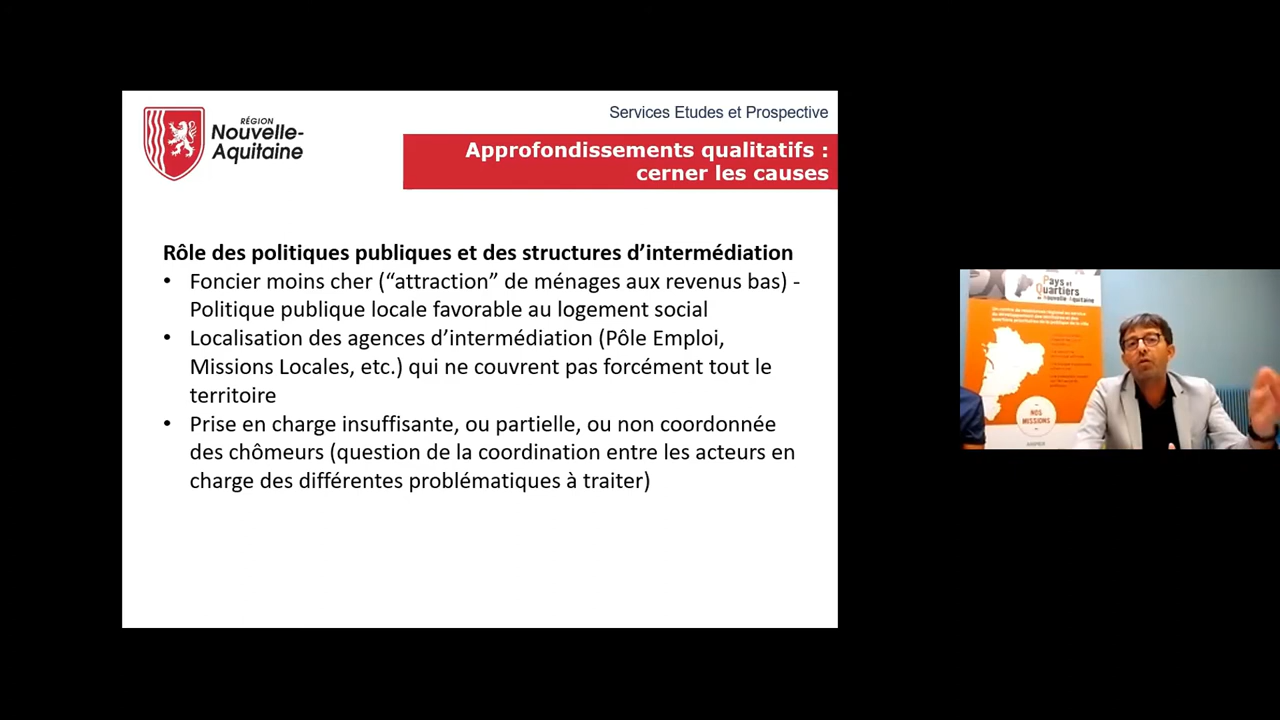 RÉGION
Nouvelle-
Aquitaine
Services Etudes et Prospective
Approfondissements qualitatifs :
cerner les causes
Rôle des politiques publiques et des structures d’intermédiation
• Foncier moins cher (“attraction” de ménages aux revenus bas) -
Politique publique locale favorable au logement social
• Localisation des agences d’intermédiation (Pôle Emploi,
Missions Locales, etc.) qui ne couvrent pas forcément tout le
territoire
• Prise en charge insuffisante, ou partielle, ou non coordonnée
des chômeurs (question de la coordination entre les acteurs en
charge des différentes problématiques à traiter)
Pays et
Quartiers
de Nouvelle Aquitaine
NOS
MISSIONS